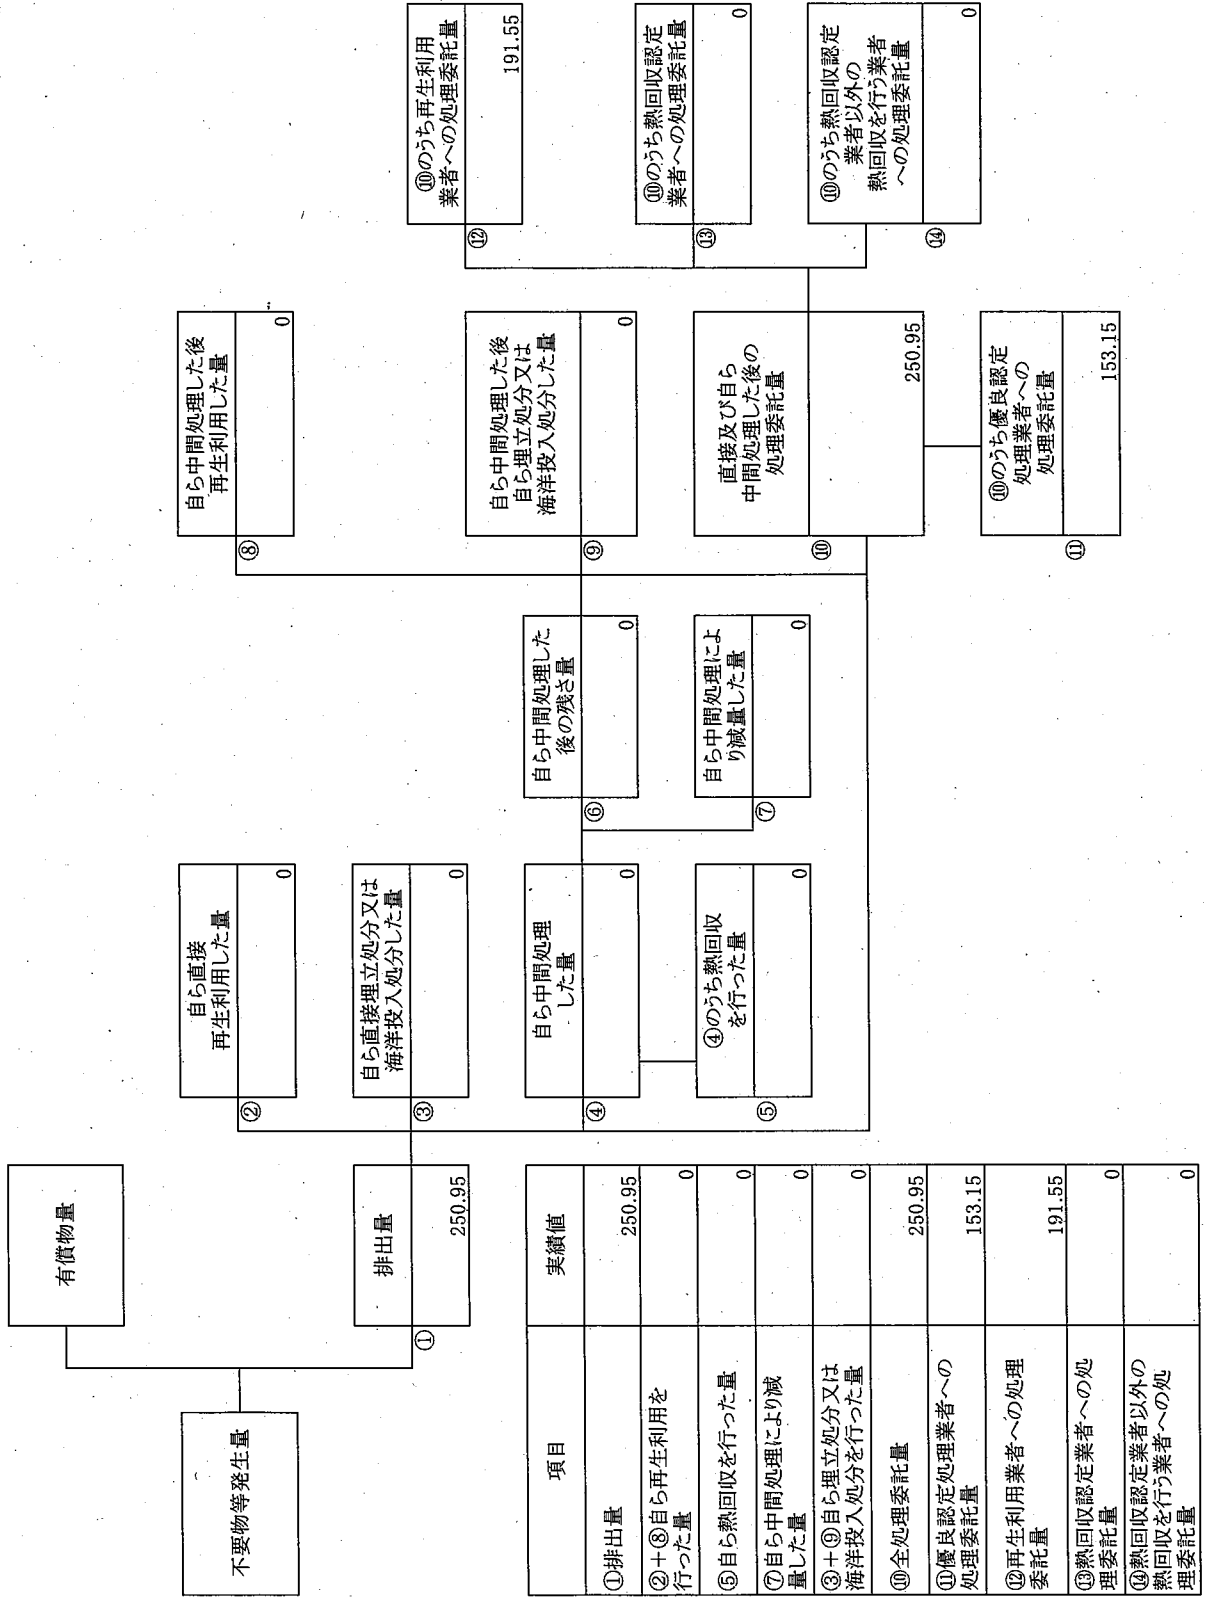 不要物等発生量
有償物量
排出量
①
250.95
自ら直接
再生利用した量
②
0
自ら直接埋立処分又は
海洋投入処分した量
③
0
自ら中間処理
した量
④
0
④のうち熱回収
を行った量
⑤
0
自ら中間処理した
後の残さ量
⑥
0
自ら中間処理によ
り減量した量
⑦
0
自ら中間処理した後
再生利用した量
⑧
0
自ら中間処理した後
自ら埋立処分又は
海洋投入処分した量
⑨
0
直接及び自ら
中間処理した後の
処理委託量
⑩
250.95
⑩のうち優良認定
処理業者への
処理委託量
⑪
153.15
⑩のうち再生利用
業者への処理委託量
⑫
191.55
⑩のうち熱回収認定
業者への処理委託量
⑬
0
⑩のうち熱回収認定
業者以外の
熱回収を行う業者
への処理委託量
⑭
0
項目 実績値
①排出量 250.95
②+⑧自ら再生利用を
行った量 0
⑤自ら熱回収を行った量 0
⑦自ら中間処理により減
量した量 0
③+⑨自ら埋立処分又は
海洋投入処分を行った量 0
⑩全処理委託量 250.95
⑪優良認定処理業者への
処理委託量 153.15
⑫再生利用業者への処理
委託量 191.55
⑬熱回収認定業者への処
理委託量 0
⑭熱回収認定業者以外の
熱回収を行う業者への処
理委託量 0